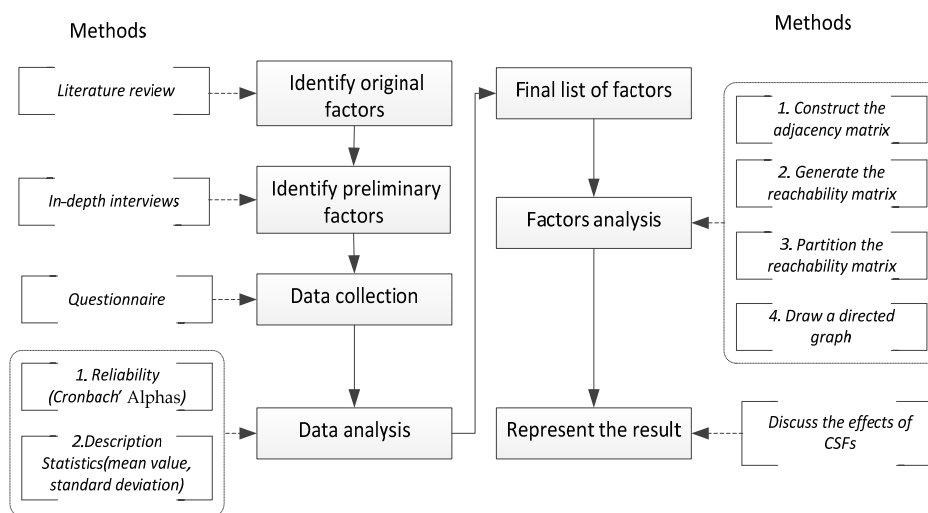 Methods
Literature review
Identify original
factors
In-depth interviews
Identify preliminary
factors
Questionnaire
Data collection
1. Reliability
(Cronbach' Alphas)
2.Description
Statistics(mean value,
standard deviation)
Data analysis
Final list of factors
Factors analysis
Represent the result
Methods
1. Construct the
adjacency matrix
2. Generate the
reachability matrix
3. Partition the
reachability matrix
4. Draw a directed
graph
Discuss the effects of
CSFs